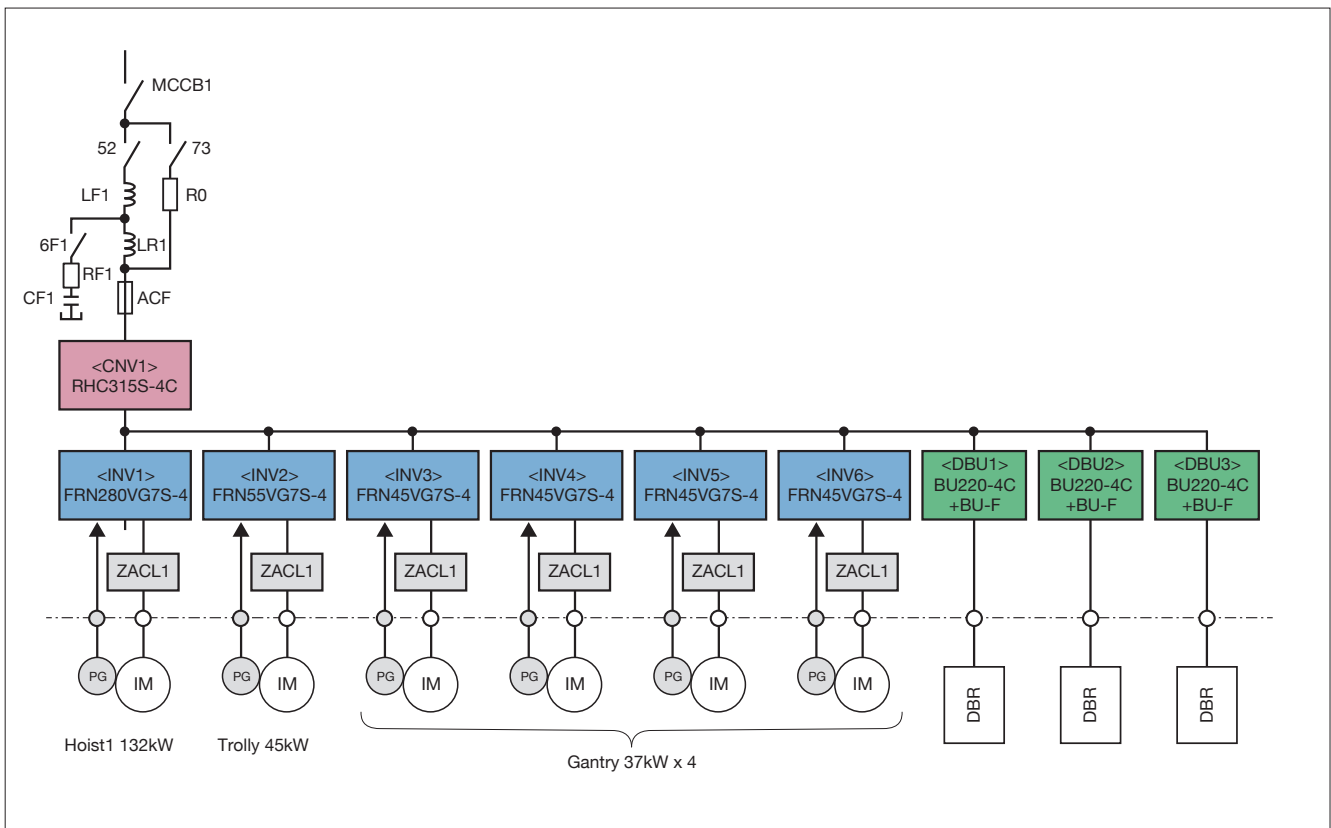 MCCB1
52
73
LF1
R0
6F1
LR1
RF1
CF1
ACF
<CNV1>
RHC315S-4C
<INV1>
FRN280VG7S-4
<INV2>
FRN55VG7S-4
<INV3>
FRN45VG7S-4
<INV4>
FRN45VG7S-4
<INV5>
FRN45VG7S-4
<INV6>
FRN45VG7S-4
<DBU1>
BU220-4C
+BU-F
<DBU2>
BU220-4C
+BU-F
<DBU3>
BU220-4C
+BU-F
ZACL1
ZACL1
ZACL1
ZACL1
ZACL1
ZACL1
PG
IM
PG
IM
PG
IM
PG
IM
PG
IM
PG
IM
DBR
DBR
DBR
Hoist1 132kW
Trolly 45kW
Gantry 37kW x 4